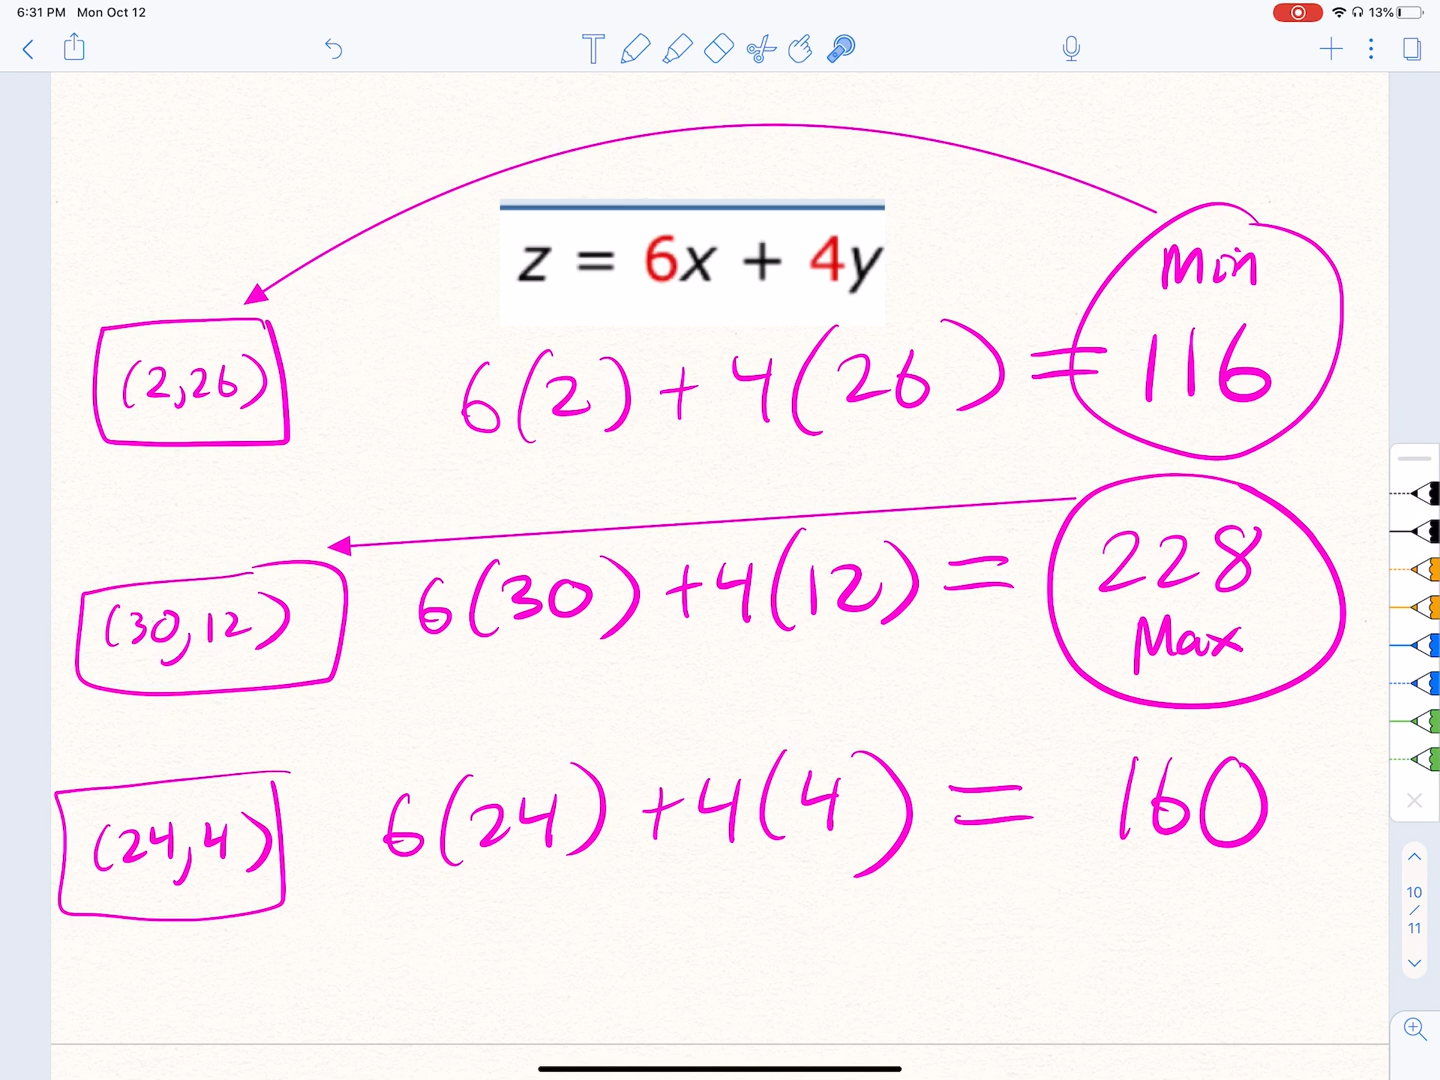 6:31 PM Mon Oct 12
13%
z = 6x + 4y
Min
(2,26) 6(2) + 4(26) = 116
(30,12) 6(30) + 4(12) = 228
Max
(24,4) 6(24) + 4(4) = 160
10
/
11